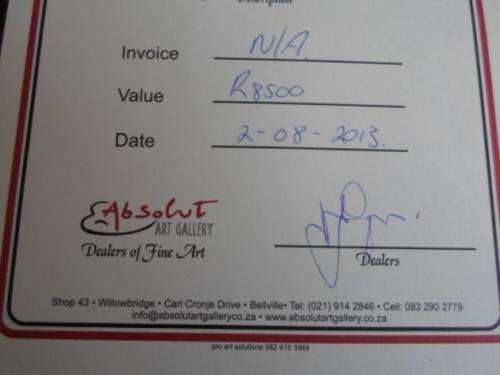 Description
Invoice N/A.
Value R8500
Date 2-08-2013.
Absolut
ART GALLERY
Dealers of Fine Art
Dealers
Shop 43 • Willowbridge • Carl Cronje Drive • Bellville• Tel: (021) 914 2846 • Cell: 083 290 2779
info@absolutartgalleryco.za • www.absolutartgallery.co.za
pro art solutions 082 415 3969